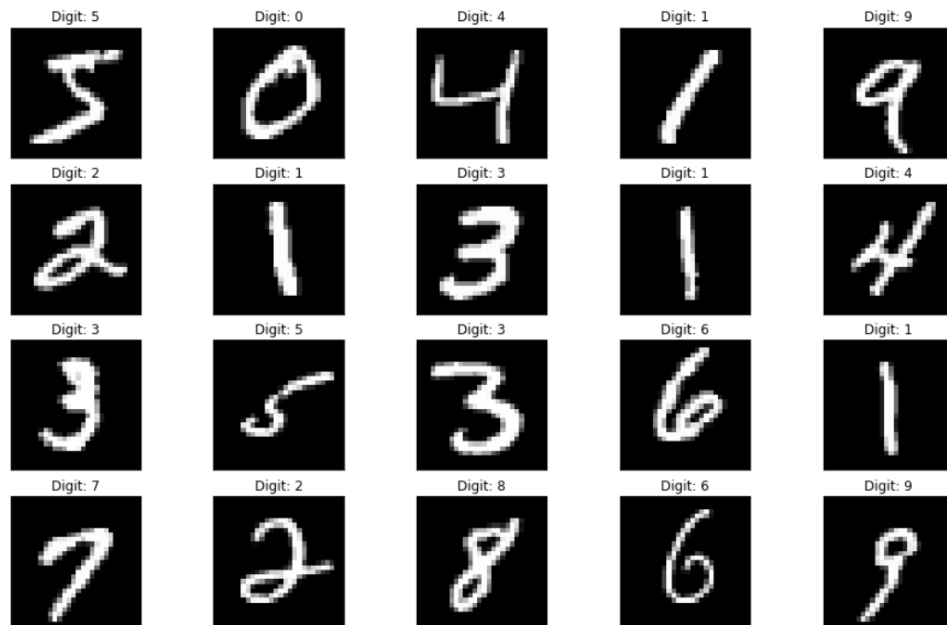 Digit: 5 Digit: 0 Digit: 4 Digit: 1 Digit: 9
5 0 4 1 9
Digit: 2 Digit: 1 Digit: 3 Digit: 1 Digit: 4
2 1 3 1 4
Digit: 3 Digit: 5 Digit: 3 Digit: 6 Digit: 1
3 5 3 6 1
Digit: 7 Digit: 2 Digit: 8 Digit: 6 Digit: 9
7 2 8 6 9